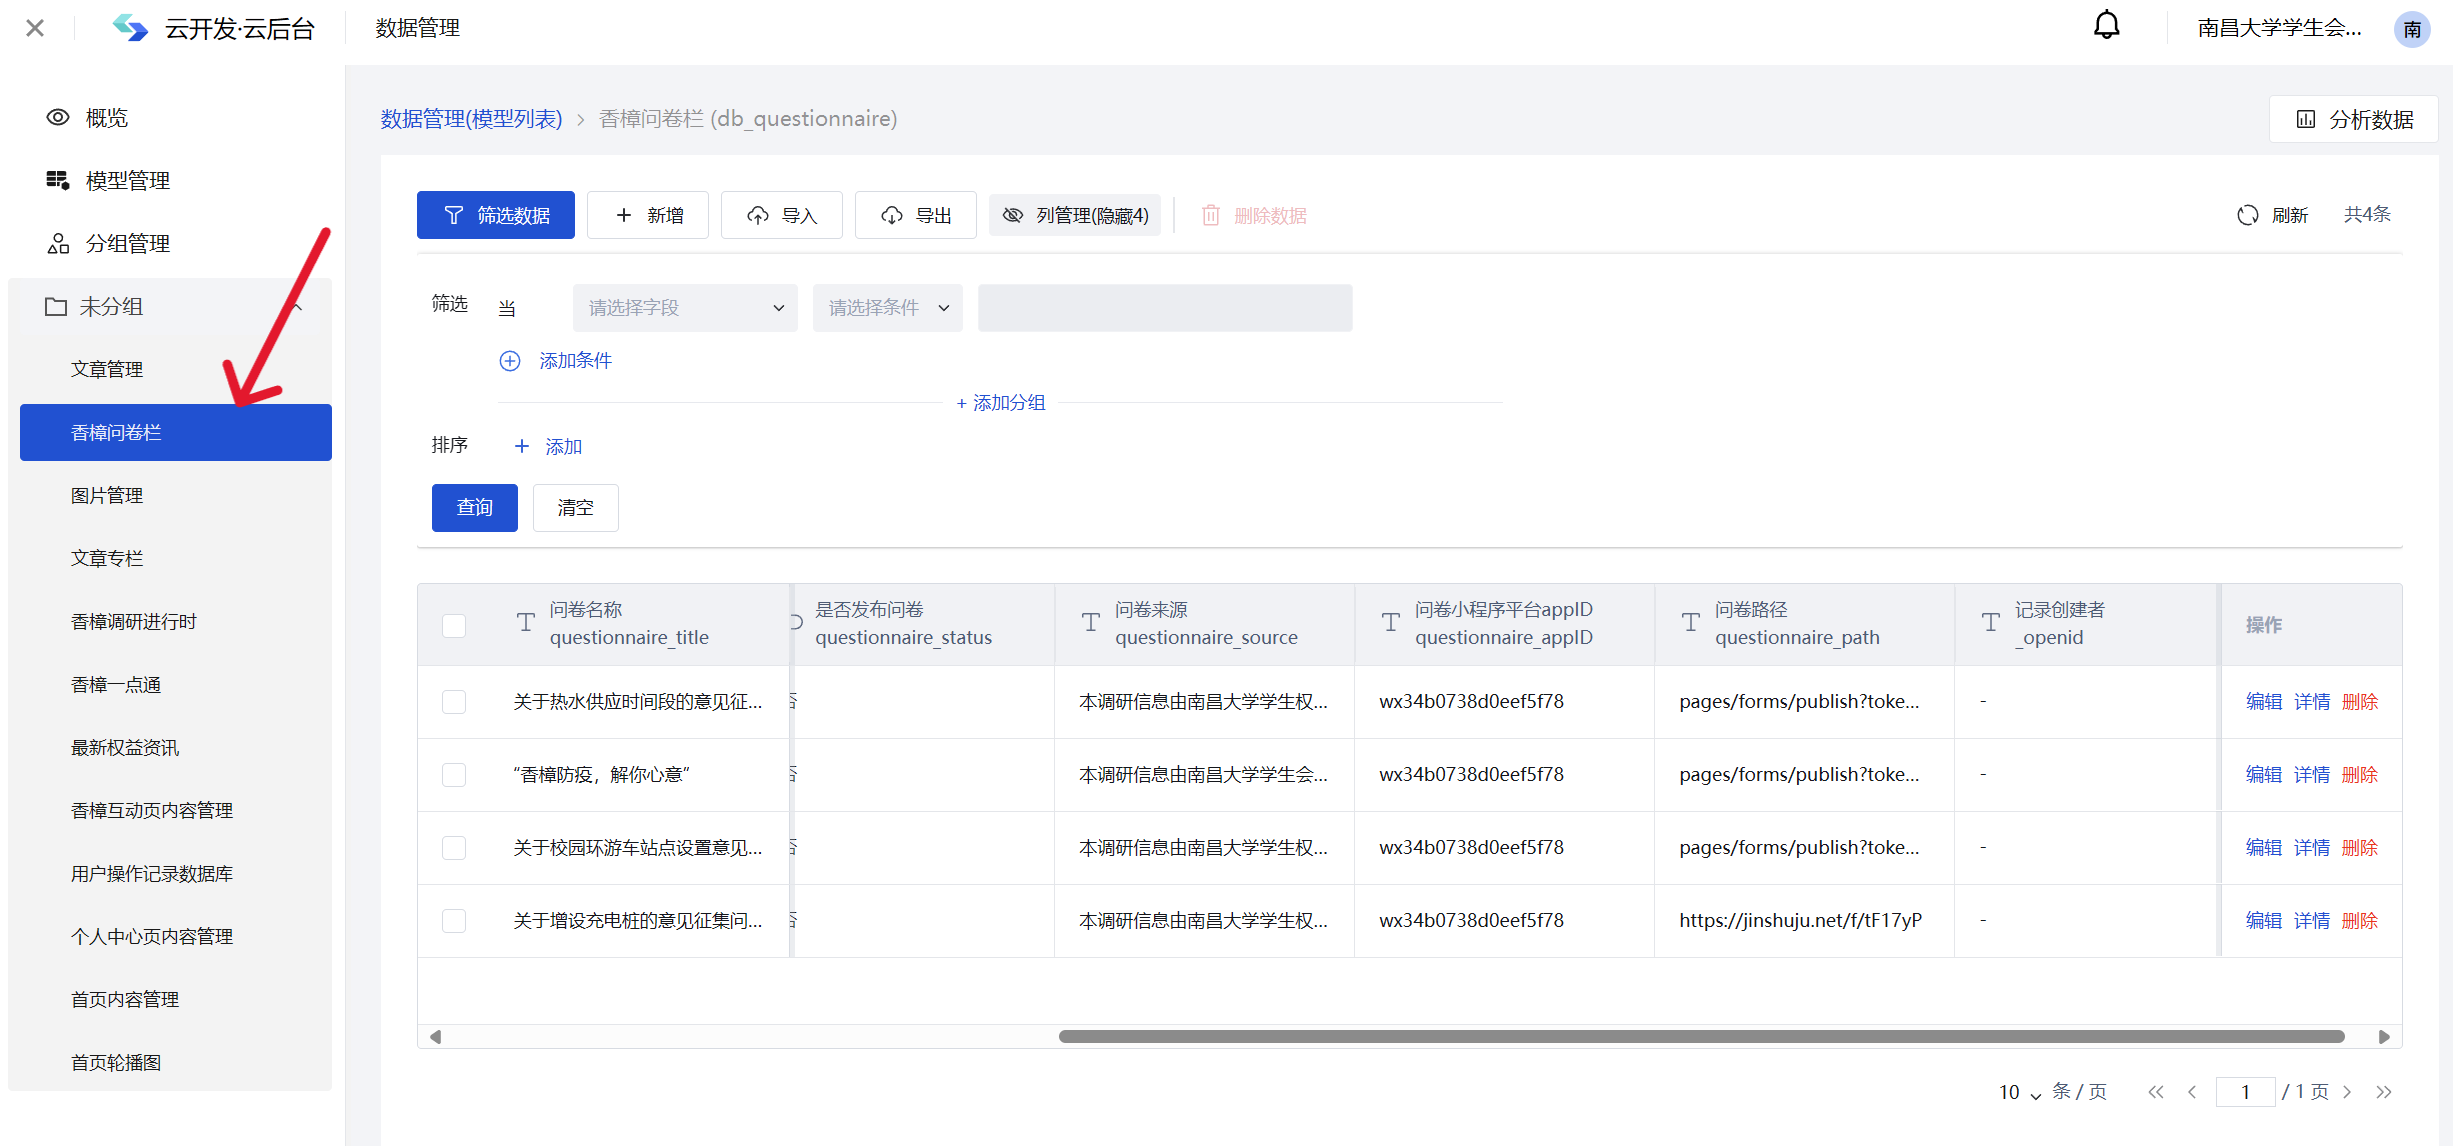 云开发·云后台
数据管理
南昌大学学生会...
南
概览
模型管理
分组管理
未分组
文章管理
香樟问卷栏
图片管理
文章专栏
香樟调研进行时
香樟一点通
最新权益资讯
香樟互动页内容管理
用户操作记录数据库
个人中心页内容管理
首页内容管理
首页轮播图
数据管理(模型列表) > 香樟问卷栏 (db_questionnaire)
分析数据
筛选数据
新增
导入
导出
列管理(隐藏4)
删除数据
刷新
共4条
筛选 当 请选择字段 请选择条件
添加条件
+ 添加分组
排序 + 添加
查询 清空
问卷名称
questionnaire_title
是否发布问卷
questionnaire_status
问卷来源
questionnaire_source
问卷小程序平台appID
questionnaire_appID
问卷路径
questionnaire_path
记录创建者
_openid
操作
关于热水供应时间段的意见征... 否 本调研信息由南昌大学学生权... wx34b0738d0eef5f78 pages/forms/publish?toke... - 编辑 详情 删除
“香樟防疫，解你心意” 否 本调研信息由南昌大学学生会... wx34b0738d0eef5f78 pages/forms/publish?toke... - 编辑 详情 删除
关于校园环游车站点设置意见... 否 本调研信息由南昌大学学生权... wx34b0738d0eef5f78 pages/forms/publish?toke... - 编辑 详情 删除
关于增设充电桩的意见征集问... 否 本调研信息由南昌大学学生权... wx34b0738d0eef5f78 https://jinshuju.net/f/tF17yP - 编辑 详情 删除
10 条 / 页 1 / 1 页